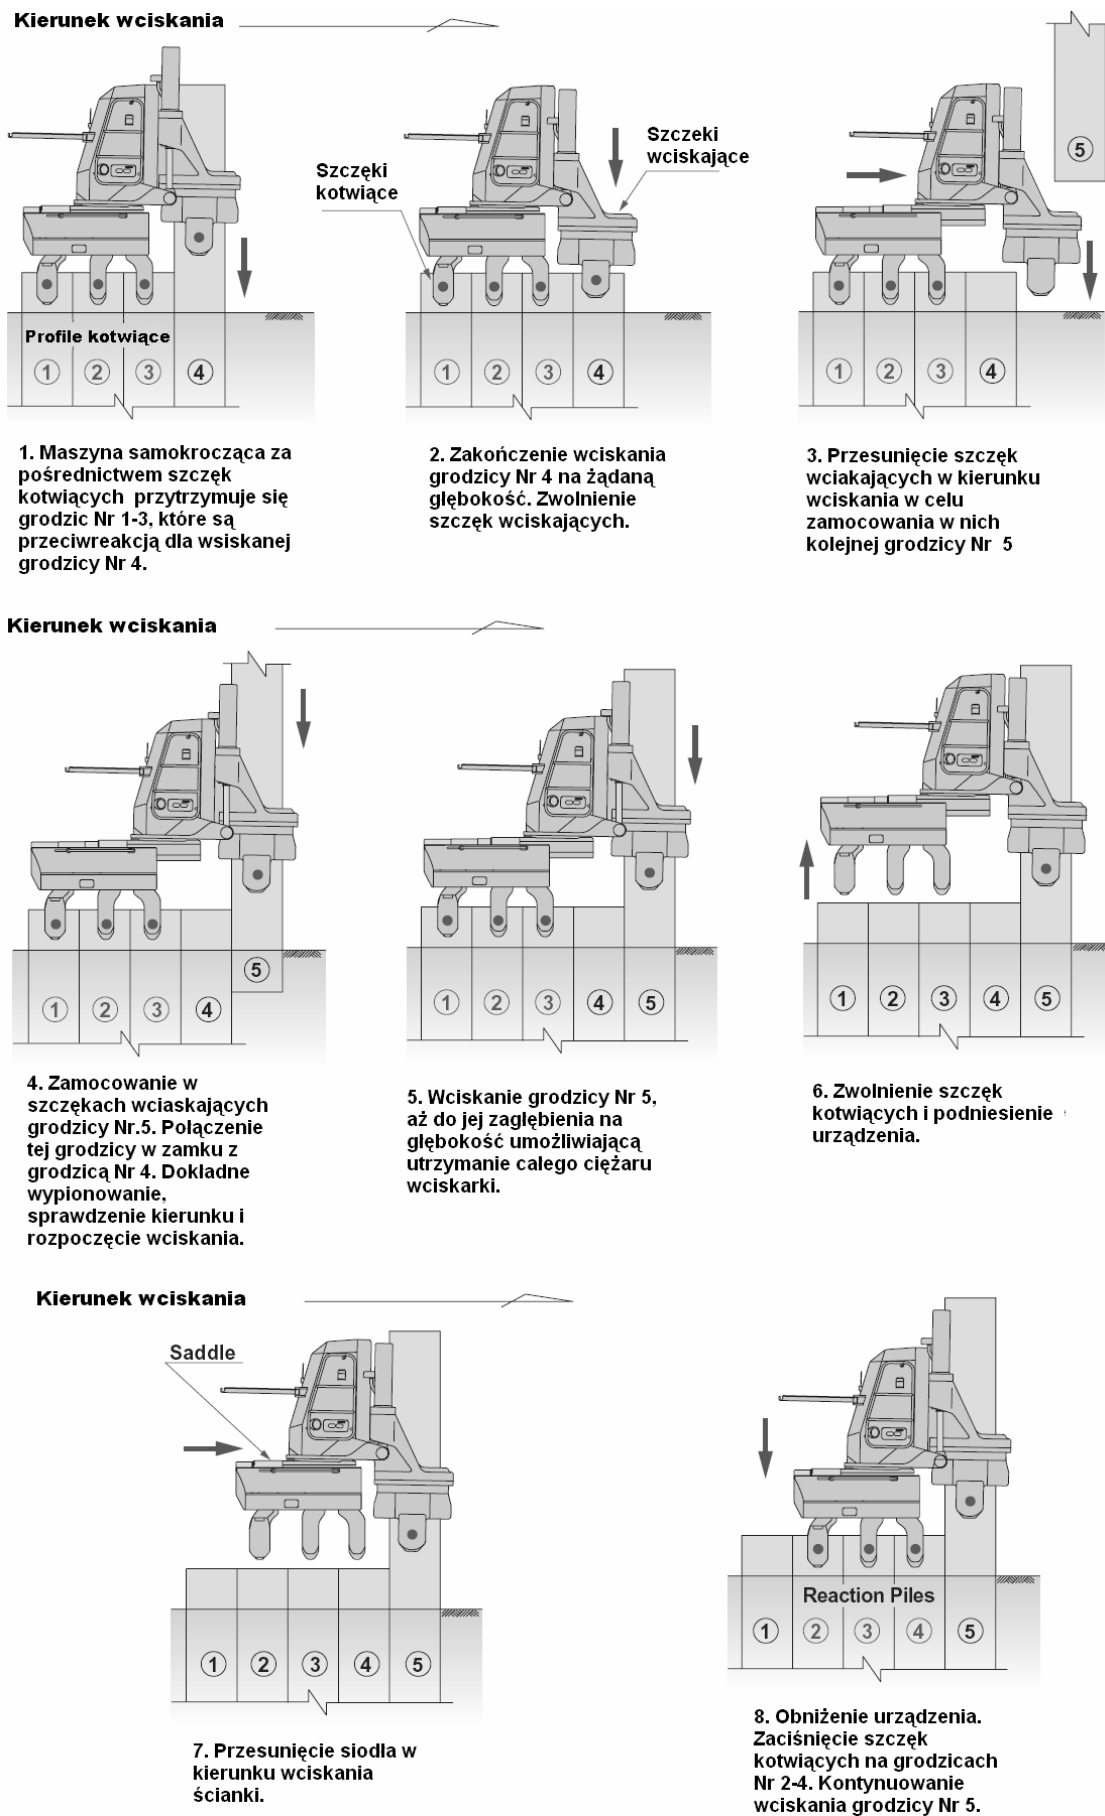 Kierunek wciskania
5
Szczęki
kotwiące
Szczeki
wciskające
Profile kotwiące
1 2 3 4
1 2 3 4
1 2 3 4
1. Maszyna samokrocząca za
pośrednictwem szczęk
kotwiących przytrzymuje się
grodzic Nr 1-3, które są
przeciwreakcją dla wsiskanej
grodzicy Nr 4.
2. Zakończenie wciskania
grodzicy Nr 4 na żądaną
głębokość. Zwolnienie
szczęk wciskających.
3. Przesunięcie szczęk
wciakających w kierunku
wciskania w celu
zamocowania w nich
kolejnej grodzicy Nr 5
Kierunek wciskania
1 2 3 4 5
1 2 3 4 5
1 2 3 4 5
4. Zamocowanie w
szczękach wciaskających
grodzicy Nr.5. Połączenie
tej grodzicy w zamku z
grodzicą Nr 4. Dokładne
wypionowanie,
sprawdzenie kierunku i
rozpoczęcie wciskania.
5. Wciskanie grodzicy Nr 5,
aż do jej zagłębienia na
głębokość umożliwiającą
utrzymanie całego ciężaru
wciskarki.
6. Zwolnienie szczęk
kotwiących i podniesienie
urządzenia.
Kierunek wciskania
Saddle
1 2 3 4 5
Reaction Piles
1 2 3 4 5
7. Przesunięcie siodła w
kierunku wciskania
ścianki.
8. Obniżenie urządzenia.
Zaciśnięcie szczęk
kotwiących na grodzicach
Nr 2-4. Kontynuowanie
wciskania grodzicy Nr 5.